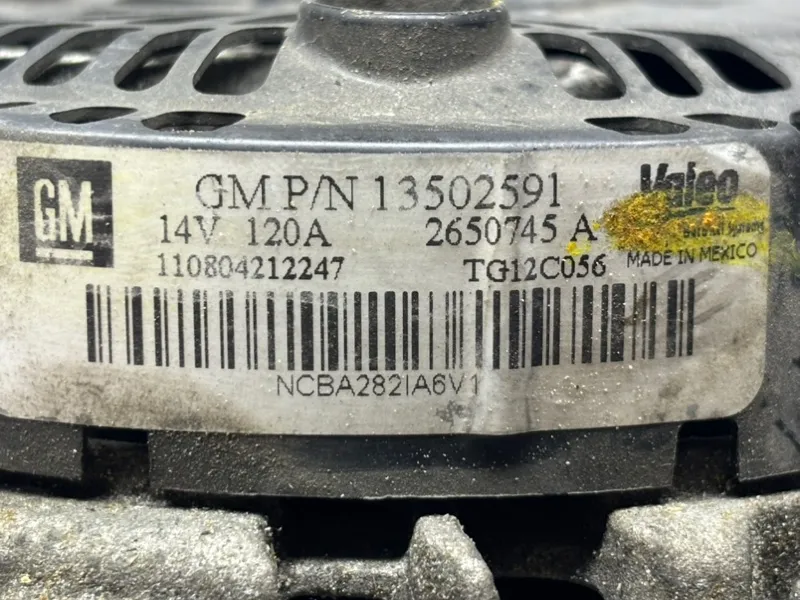 GM
GM P/N 13502591
Valeo
14V 120A 2650745 A
110804212247 TG12C056
MADE IN MEXICO
NCBA282IA6V1